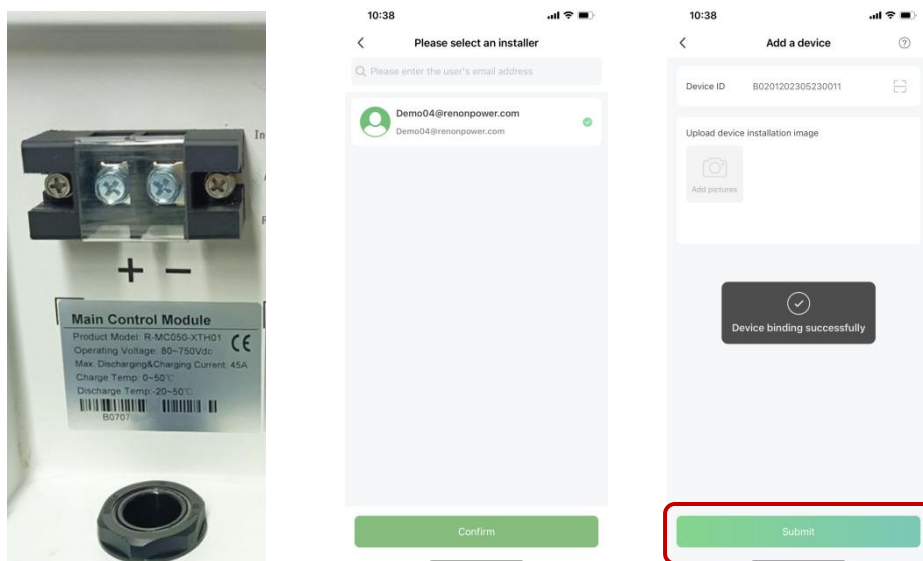 + −
Main Control Module
Product Model: R-MC050-XTH01
Operating Voltage: 80~750Vdc
Max. Discharging&Charging Current: 45A
Charge Temp: 0~50℃
Discharge Temp:-20~50℃
CE
B0707
10:38
Please select an installer
Please enter the user's email address
Demo04@renonpower.com
Demo04@renonpower.com
Confirm
10:38
Add a device
Device ID B0201202305230011
Upload device installation image
Add pictures
Device binding successfully
Submit